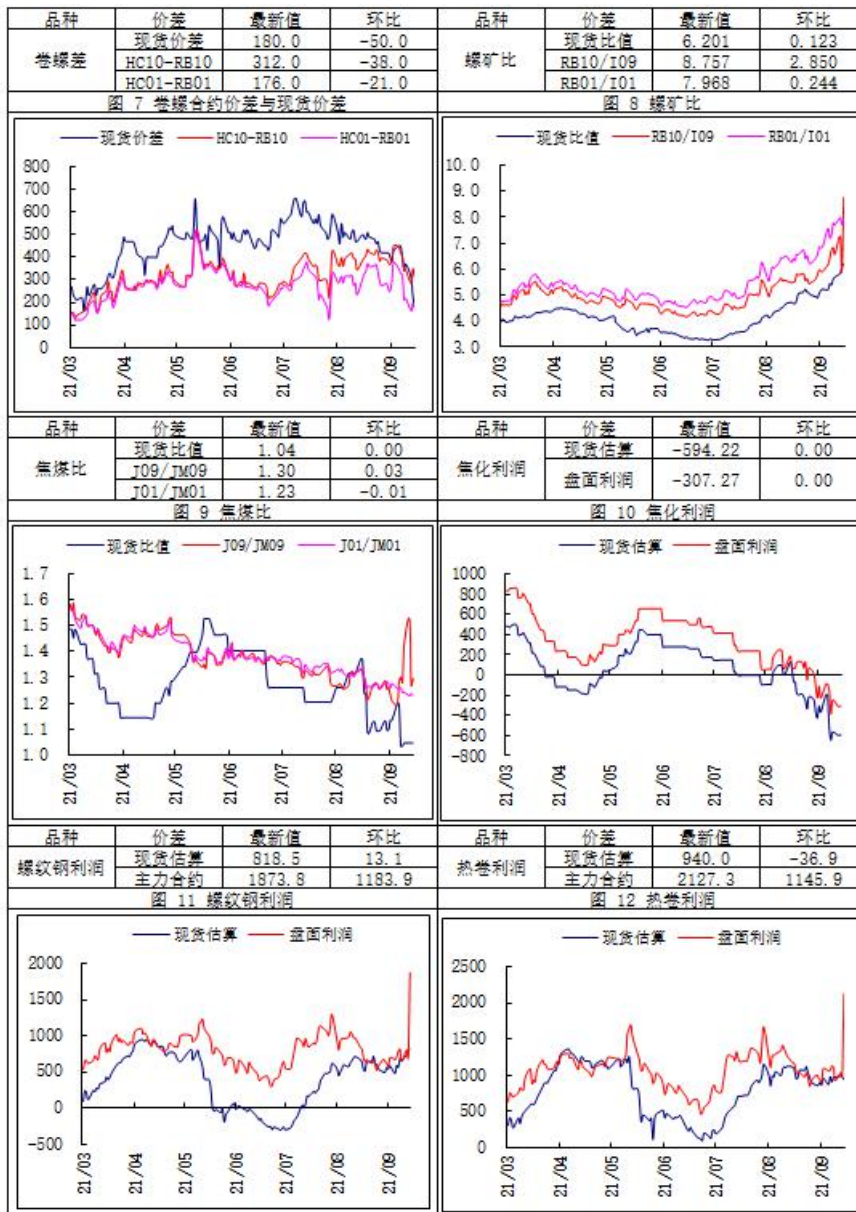 品种 价差 最新值 环比 品种 价差 最新值 环比
卷螺差 现货价差 180.0 -50.0 螺矿比 现货比值 6.201 0.123
HC10-RB10 312.0 -38.0 RB10/I09 8.757 2.850
HC01-RB01 176.0 -21.0 RB01/I01 7.968 0.244
图 7 卷螺合约价差与现货价差 图 8 螺矿比
现货价差 HC10-RB10 HC01-RB01
800
700
600
500
400
300
200
100
0
21/03 21/04 21/05 21/06 21/07 21/08 21/09
现货比值 RB10/I09 RB01/I01
10.0
9.0
8.0
7.0
6.0
5.0
4.0
3.0
21/03 21/04 21/05 21/06 21/07 21/08 21/09
品种 价差 最新值 环比 品种 价差 最新值 环比
焦煤比 现货比值 1.04 0.00 焦化利润 现货估算 -594.22 0.00
J09/JM09 1.30 0.03 盘面利润 -307.27 0.00
J01/JM01 1.23 -0.01
图 9 焦煤比 图 10 焦化利润
现货比值 J09/JM09 J01/JM01
1.7
1.6
1.5
1.4
1.3
1.2
1.1
1.0
21/03 21/04 21/05 21/06 21/07 21/08 21/09
现货估算 盘面利润
1000
800
600
400
200
0
-200
-400
-600
-800
21/03 21/04 21/05 21/06 21/07 21/08 21/09
品种 价差 最新值 环比 品种 价差 最新值 环比
螺纹钢利润 现货估算 818.5 13.1 热卷利润 现货估算 940.0 -36.9
主力合约 1873.8 1183.9 主力合约 2127.3 1145.9
图 11 螺纹钢利润 图 12 热卷利润
现货估算 盘面利润
2000
1500
1000
500
0
-500
21/03 21/04 21/05 21/06 21/07 21/08 21/09
现货估算 盘面利润
2500
2000
1500
1000
500
0
21/03 21/04 21/05 21/06 21/07 21/08 21/09